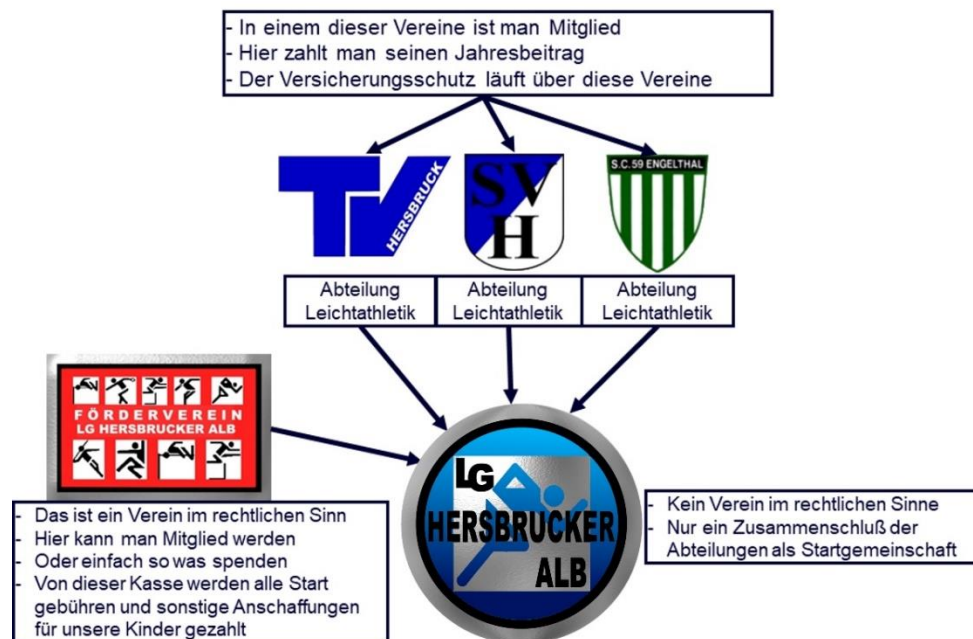 - In einem dieser Vereine ist man Mitglied
- Hier zahlt man seinen Jahresbeitrag
- Der Versicherungsschutz läuft über diese Vereine
TV
HERSBRUCK
SV
H
S.C.59 ENGELTHAL
Abteilung
Leichtathletik
Abteilung
Leichtathletik
Abteilung
Leichtathletik
FÖRDERVEREIN
LG HERSBRUCKER ALB
- Das ist ein Verein im rechtlichen Sinn
- Hier kann man Mitglied werden
- Oder einfach so was spenden
- Von dieser Kasse werden alle Start
gebühren und sonstige Anschaffungen
für unsere Kinder gezahlt
LG
HERSBRUCKER
ALB
- Kein Verein im rechtlichen Sinne
- Nur ein Zusammenschluß der
Abteilungen als Startgemeinschaft